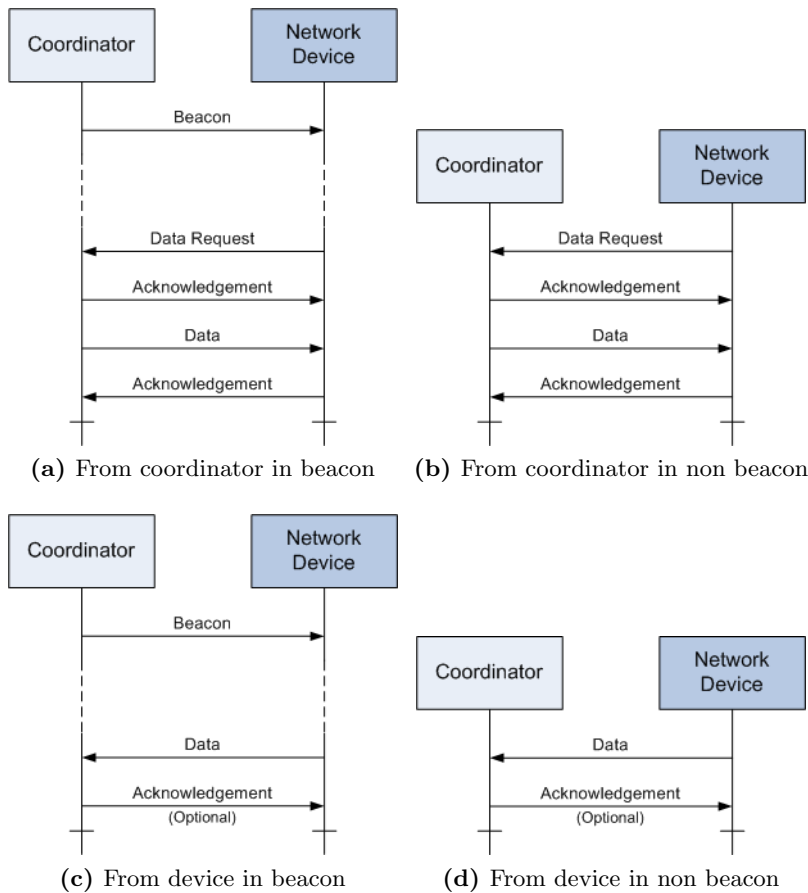 Coordinator
Network
Device
Beacon
Data Request
Acknowledgement
Data
Acknowledgement
(a) From coordinator in beacon
Coordinator
Network
Device
Data Request
Acknowledgement
Data
Acknowledgement
(b) From coordinator in non beacon
Coordinator
Network
Device
Beacon
Data
Acknowledgement
(Optional)
(c) From device in beacon
Coordinator
Network
Device
Data
Acknowledgement
(Optional)
(d) From device in non beacon